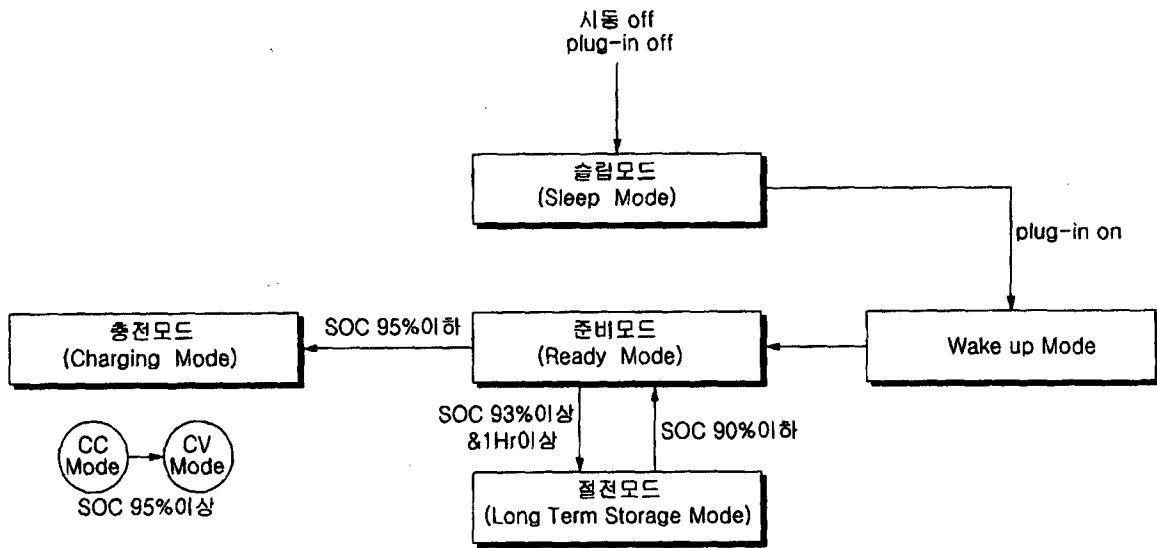 시동 off
plug-in off
슬립모드
(Sleep Mode)
plug-in on
충전모드
(Charging Mode)
SOC 95%이하
준비모드
(Ready Mode)
Wake up Mode
CC
Mode
CV
Mode
SOC 95%이상
SOC 93%이상
&1Hr이상
SOC 90%이하
절전모드
(Long Term Storage Mode)